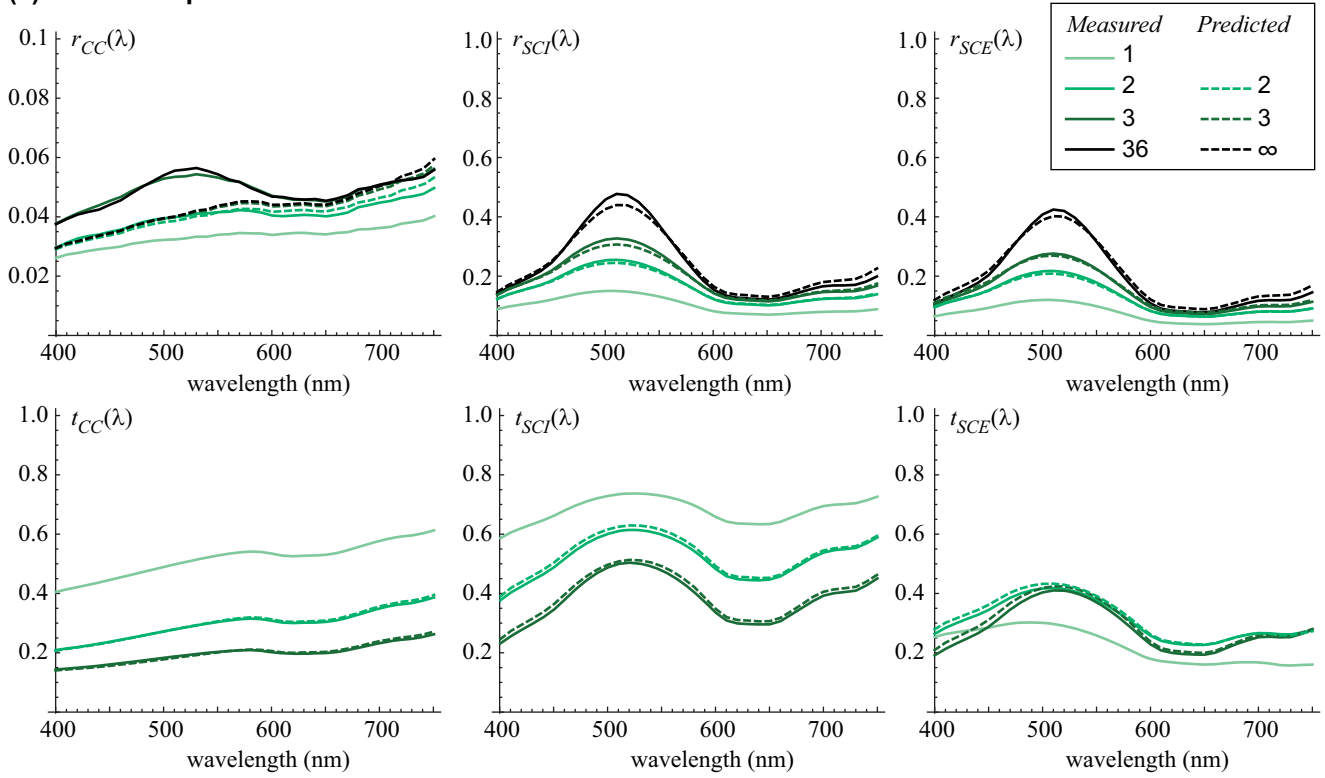 Measured Predicted
1
2 2
3 3
36 ∞
r_CC(λ)
0.1
0.08
0.06
0.04
0.02
400 500 600 700
wavelength (nm)
r_SCI(λ)
1.0
0.8
0.6
0.4
0.2
400 500 600 700
wavelength (nm)
r_SCE(λ)
1.0
0.8
0.6
0.4
0.2
400 500 600 700
wavelength (nm)
t_CC(λ)
1.0
0.8
0.6
0.4
0.2
400 500 600 700
wavelength (nm)
t_SCI(λ)
1.0
0.8
0.6
0.4
0.2
400 500 600 700
wavelength (nm)
t_SCE(λ)
1.0
0.8
0.6
0.4
0.2
400 500 600 700
wavelength (nm)